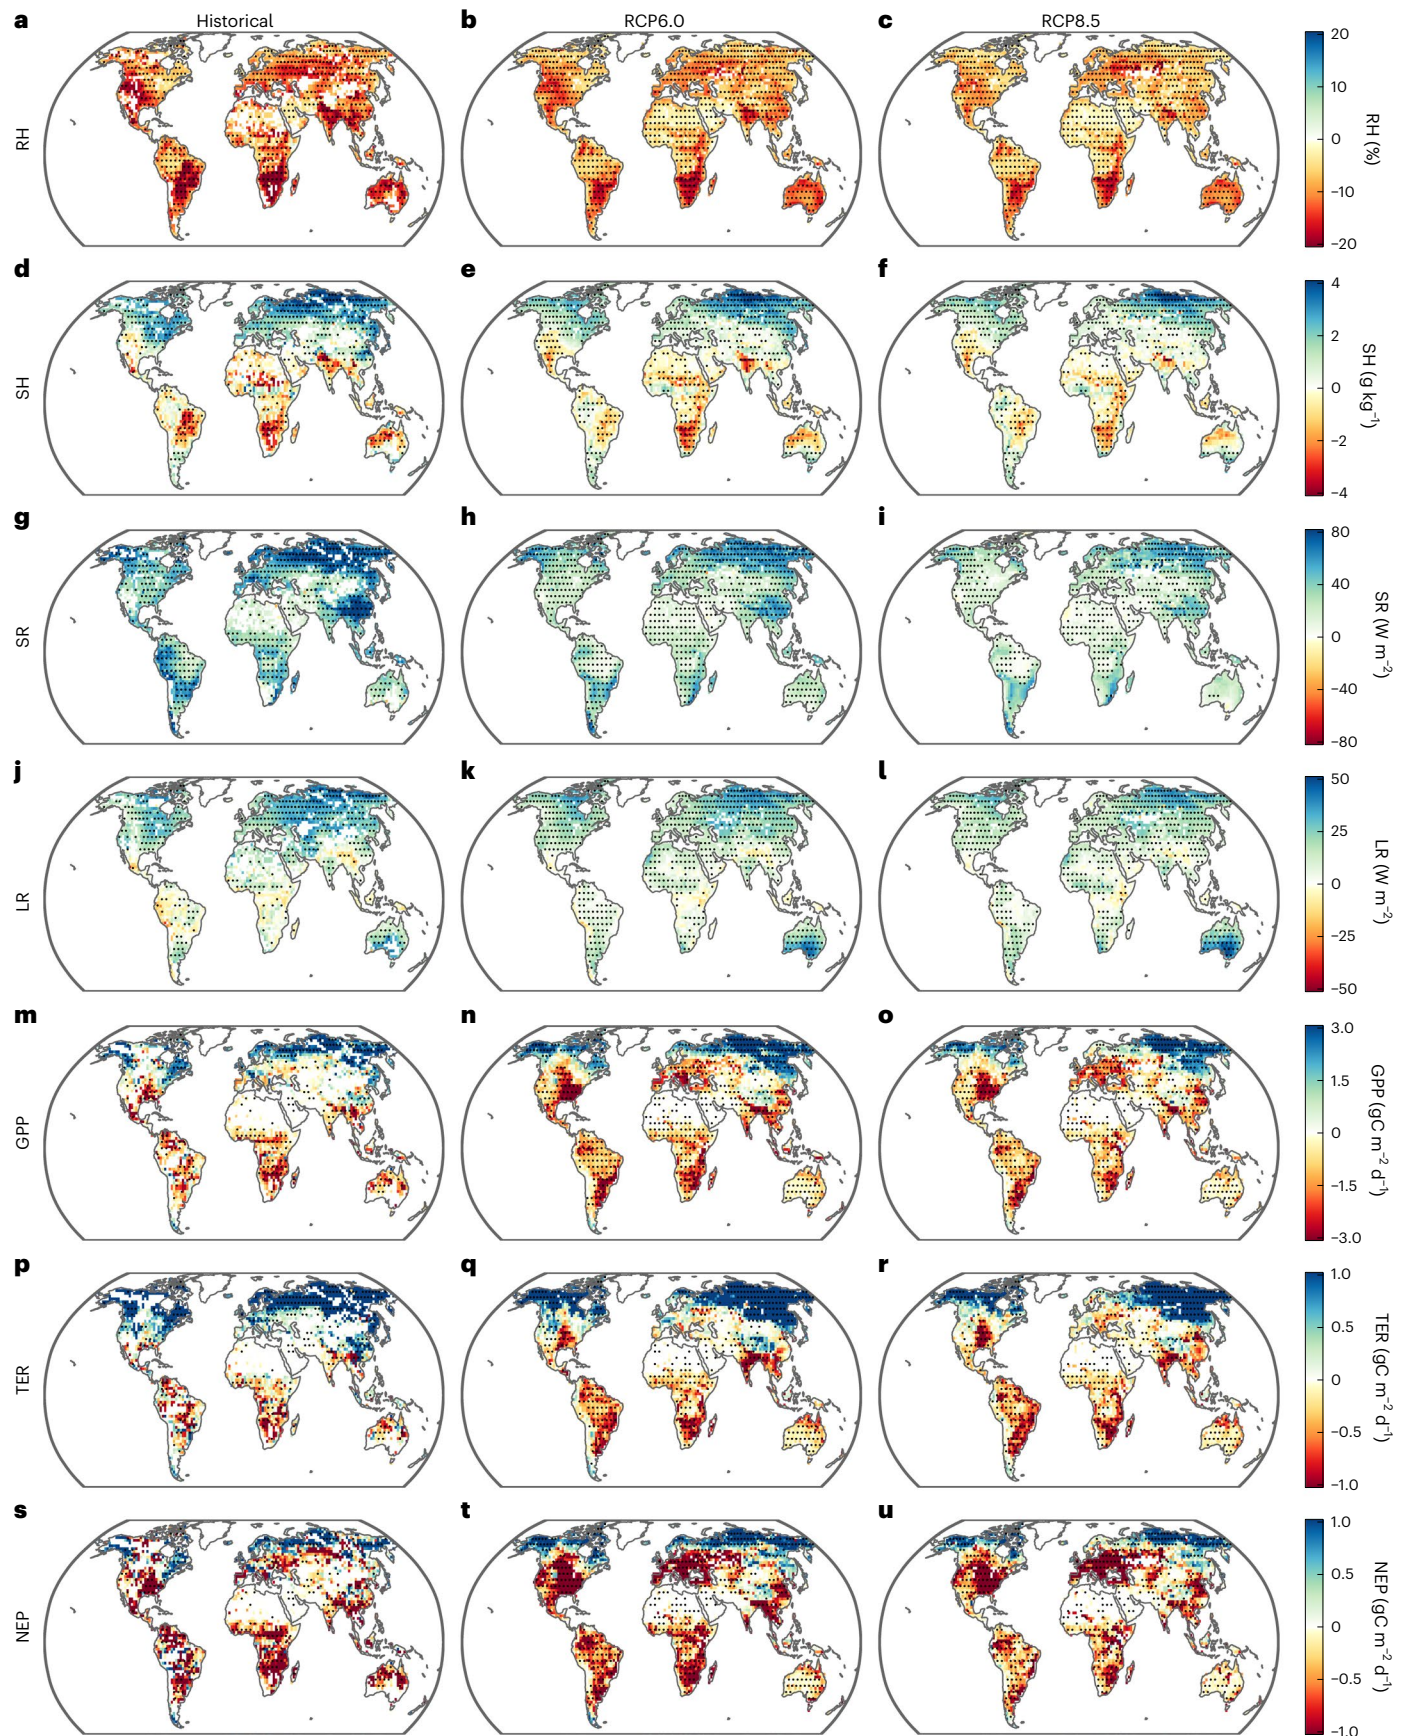 a Historical b RCP6.0 c RCP8.5
RH
20
10
0
−10
−20
RH (%)
d e f
SH
4
2
0
−2
−4
SH (g kg⁻¹)
g h i
SR
80
40
0
−40
−80
SR (W m⁻²)
j k l
LR
50
25
0
−25
−50
LR (W m⁻²)
m n o
GPP
3.0
1.5
0
−1.5
−3.0
GPP (gC m⁻² d⁻¹)
p q r
TER
1.0
0.5
0
−0.5
−1.0
TER (gC m⁻² d⁻¹)
s t u
NEP
1.0
0.5
0
−0.5
−1.0
NEP (gC m⁻² d⁻¹)